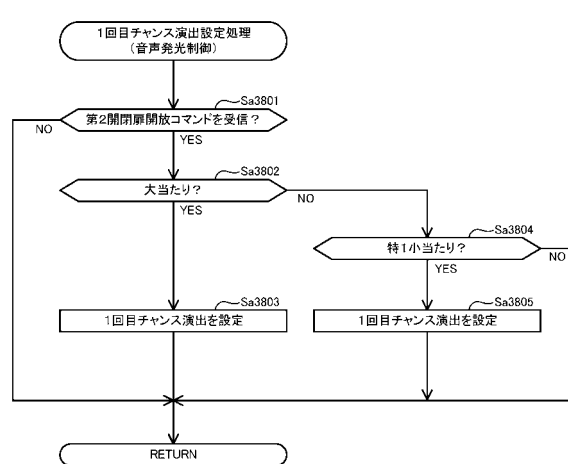 1回目チャンス演出設定処理
(音声発光制御)
Sa3801
第2開閉扉開放コマンドを受信?
NO
YES
Sa3802
大当たり?
NO
YES
Sa3804
特1小当たり?
NO
YES
Sa3803
1回目チャンス演出を設定
Sa3805
1回目チャンス演出を設定
RETURN